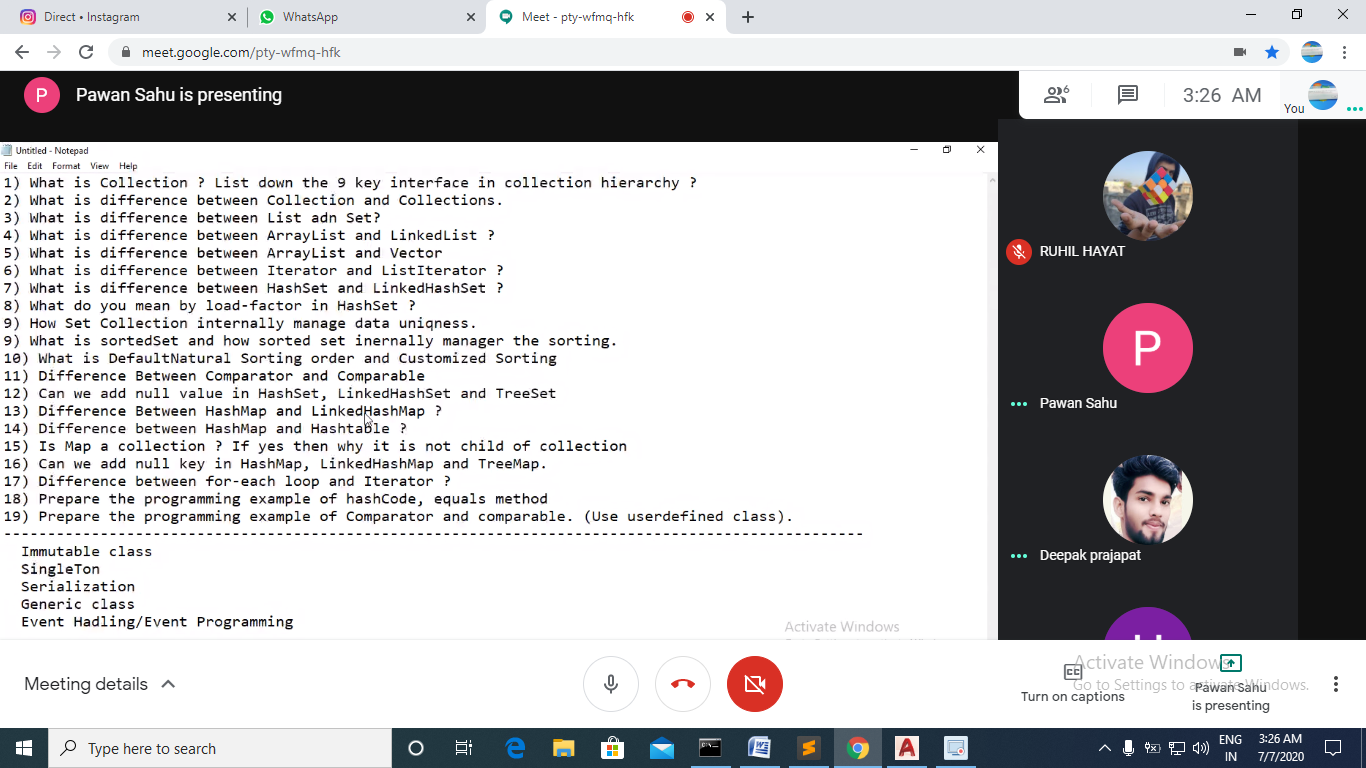 Direct • Instagram
WhatsApp
Meet - pty-wfmq-hfk
meet.google.com/pty-wfmq-hfk
P Pawan Sahu is presenting
6
3:26 AM
You
Untitled - Notepad
File Edit Format View Help
1) What is Collection ? List down the 9 key interface in collection hierarchy ?
2) What is difference between Collection and Collections.
3) What is difference between List adn Set?
4) What is difference between ArrayList and LinkedList ?
5) What is difference between ArrayList and Vector
6) What is difference between Iterator and ListIterator ?
7) What is difference between HashSet and LinkedHashSet ?
8) What do you mean by load-factor in HashSet ?
9) How Set Collection internally manage data uniqness.
9) What is sortedSet and how sorted set inernally manager the sorting.
10) What is DefaultNatural Sorting order and Customized Sorting
11) Difference Between Comparator and Comparable
12) Can we add null value in HashSet, LinkedHashSet and TreeSet
13) Difference Between HashMap and LinkedHashMap ?
14) Difference between HashMap and Hashtable ?
15) Is Map a collection ? If yes then why it is not child of collection
16) Can we add null key in HashMap, LinkedHashMap and TreeMap.
17) Difference between for-each loop and Iterator ?
18) Prepare the programming example of hashCode, equals method
19) Prepare the programming example of Comparator and comparable. (Use userdefined class).
Immutable class
SingleTon
Serialization
Generic class
Event Hadling/Event Programming
Activate Windows
RUHIL HAYAT
P
Pawan Sahu
Deepak prajapat
Meeting details
Turn on captions
Pawan Sahu
is presenting
Activate Windows
Go to Settings to activate Windows.
Type here to search
ENG
IN
3:26 AM
7/7/2020